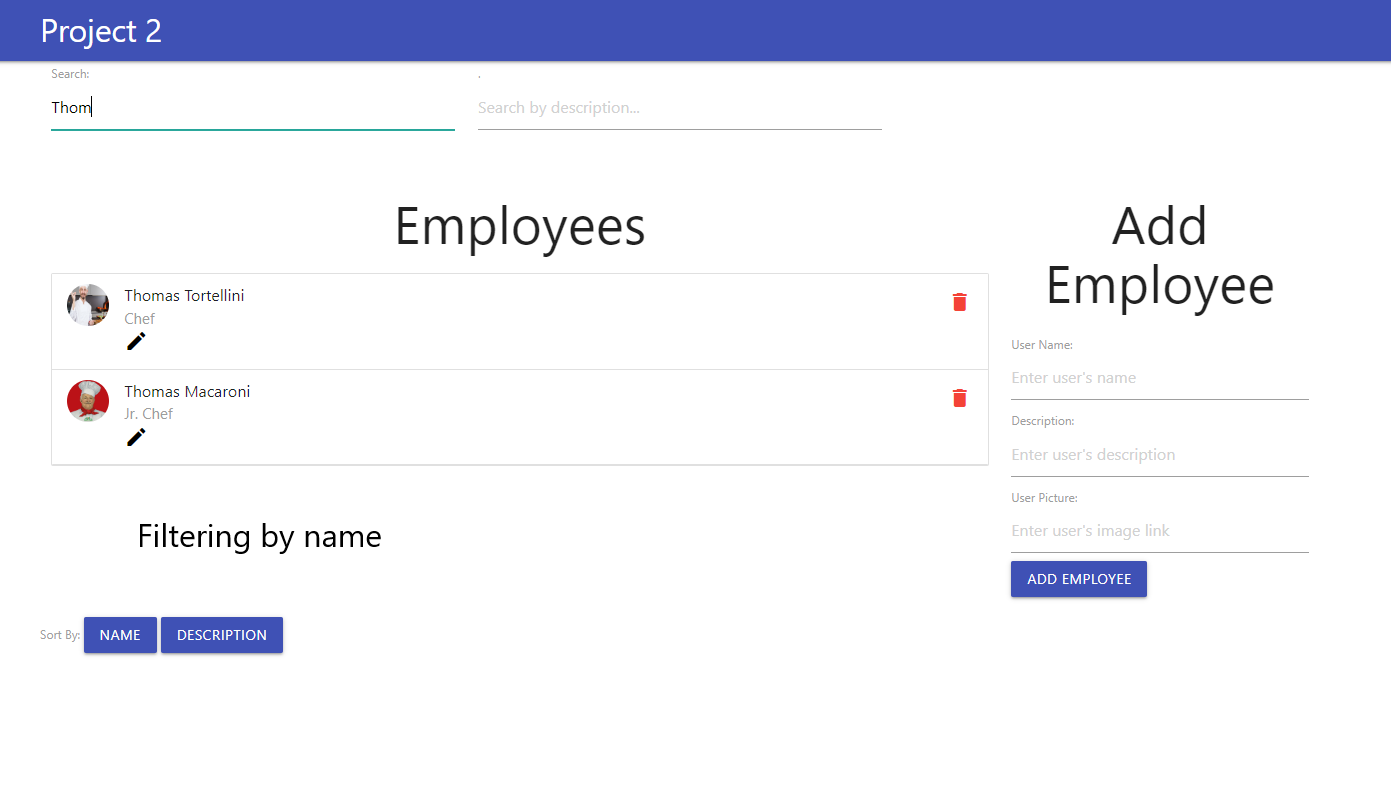 Project 2
Search:
.
Thom
Search by description...
Employees
Thomas Tortellini
Chef
Thomas Macaroni
Jr. Chef
Filtering by name
Sort By:
NAME
DESCRIPTION
Add
Employee
User Name:
Enter user's name
Description:
Enter user's description
User Picture:
Enter user's image link
ADD EMPLOYEE